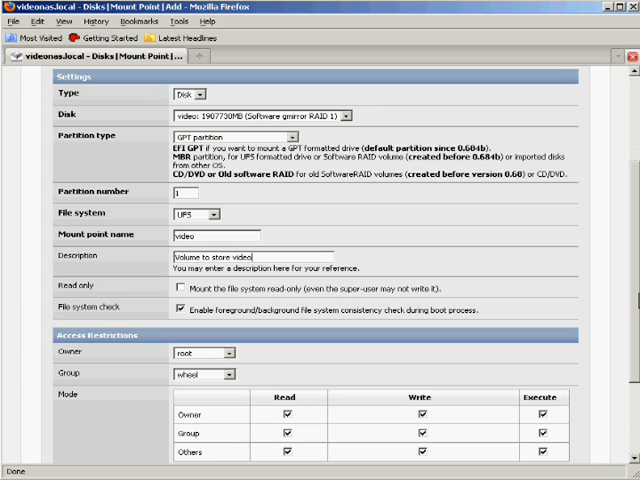 videonas.local - Disks|Mount Point|Add - Mozilla Firefox
File Edit View History Bookmarks Tools Help
Most Visited Getting Started Latest Headlines
videonas.local - Disks|Mount Point|...
Settings
Type Disk
Disk video: 1907730MB (Software gmirror RAID 1)
Partition type GPT partition
EFI GPT if you want to mount a GPT formatted drive (default partition since 0.684b).
MBR partition, for UFS formatted drive or Software RAID volume (created before 0.684b) or imported disks
from other OS.
CD/DVD or Old software RAID for old SoftwareRAID volumes (created before version 0.68) or CD/DVD.
Partition number 1
File system UFS
Mount point name video
Description Volume to store video
You may enter a description here for your reference.
Read only Mount the file system read-only (even the super-user may not write it).
File system check Enable foreground/background file system consistency check during boot process.
Access Restrictions
Owner root
Group wheel
Mode Read Write Execute
Owner
Group
Others
Done